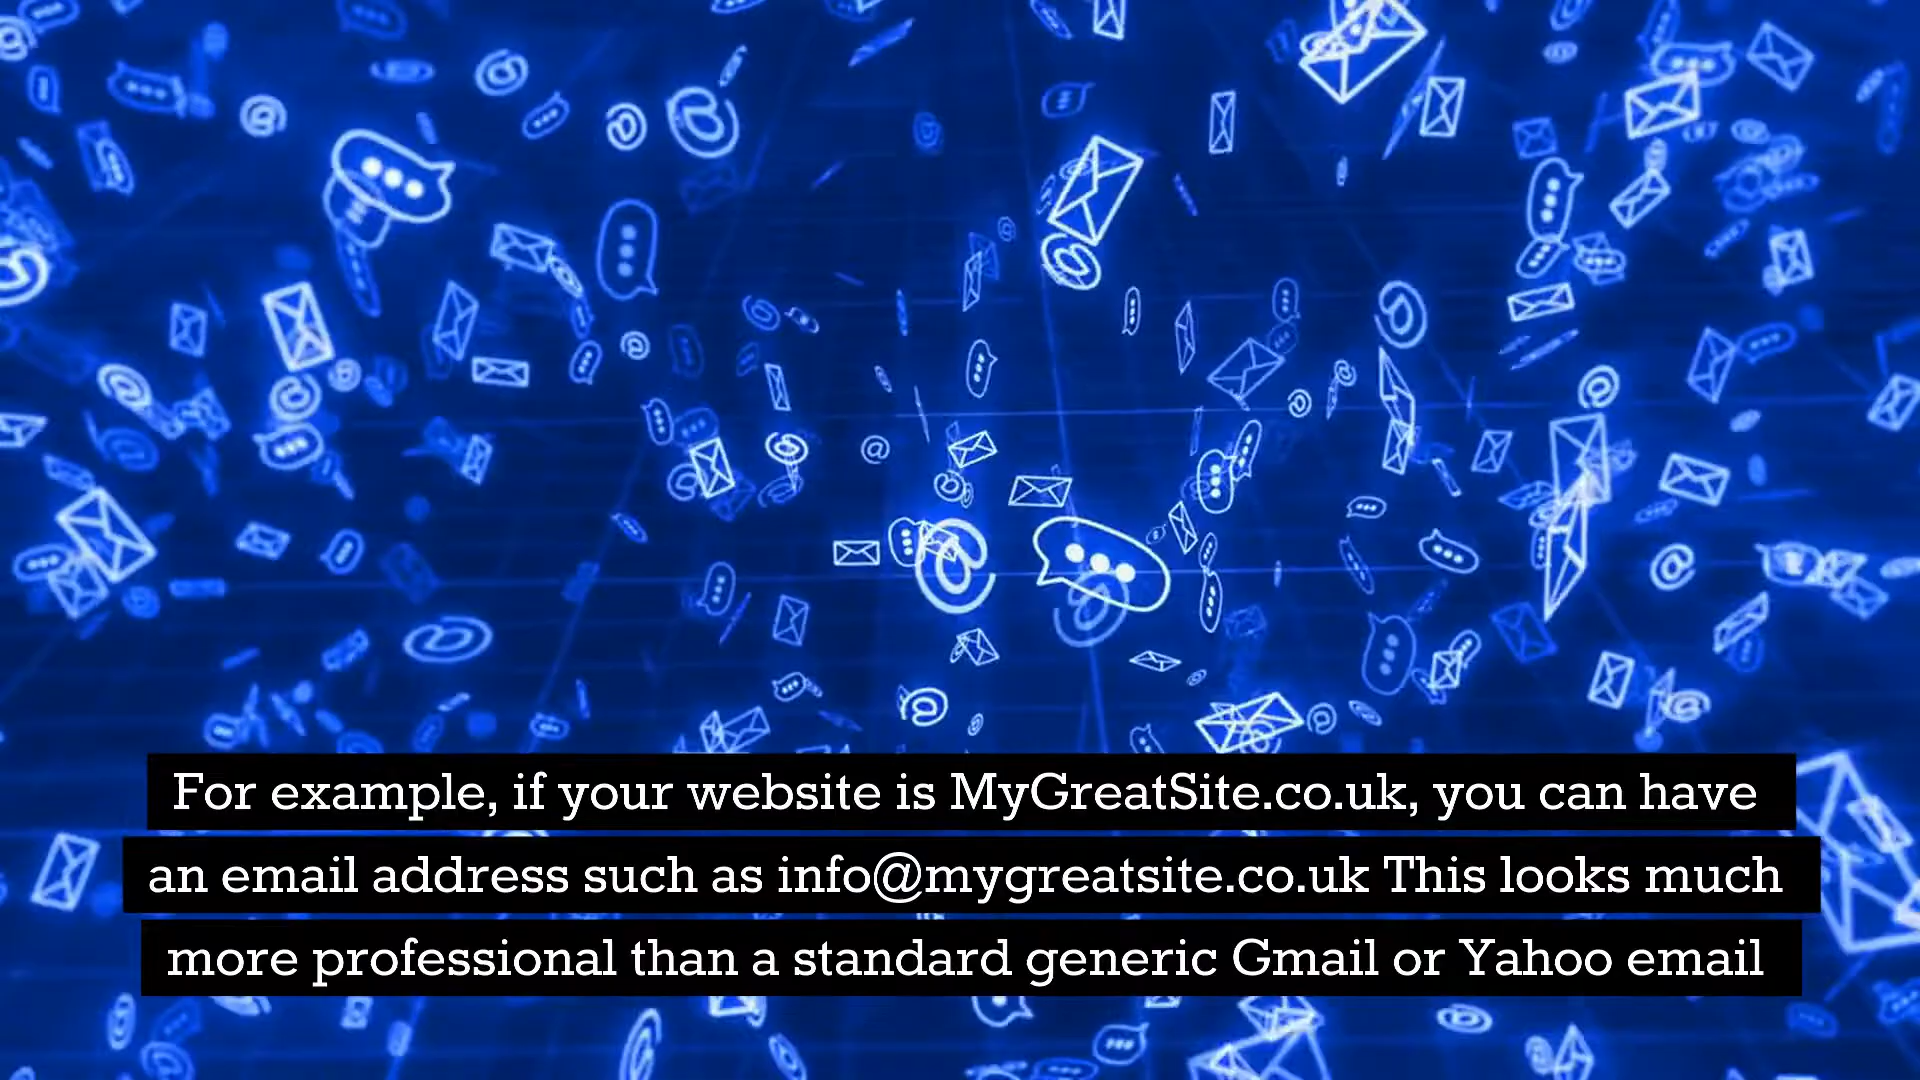 For example, if your website is MyGreatSite.co.uk, you can have
an email address such as info@mygreatsite.co.uk This looks much
more professional than a standard generic Gmail or Yahoo email